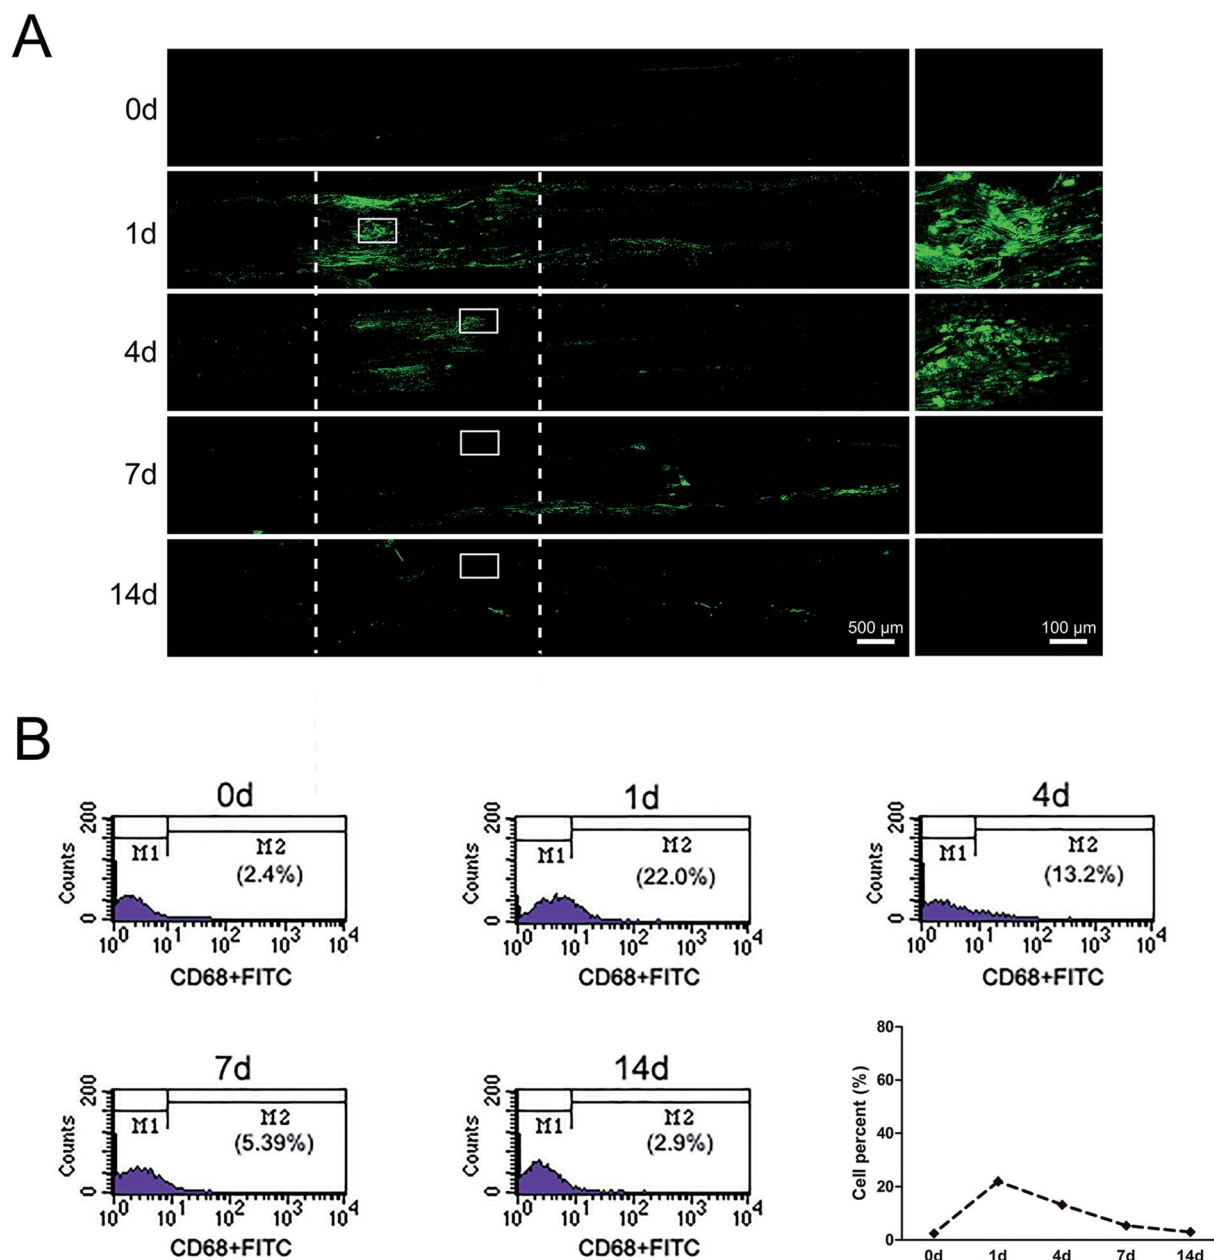 A
0d
1d
4d
7d
14d
500 µm
100 µm
B
0d
200
Counts
0
M1
M2
(2.4%)
10^0 10^1 10^2 10^3 10^4
CD68+FITC
1d
200
Counts
0
M1
M2
(22.0%)
10^0 10^1 10^2 10^3 10^4
CD68+FITC
4d
200
Counts
0
M1
M2
(13.2%)
10^0 10^1 10^2 10^3 10^4
CD68+FITC
7d
200
Counts
0
M1
M2
(5.39%)
10^0 10^1 10^2 10^3 10^4
CD68+FITC
14d
200
Counts
0
M1
M2
(2.9%)
10^0 10^1 10^2 10^3 10^4
CD68+FITC
Cell percent (%)
80
60
40
20
0
0d 1d 4d 7d 14d